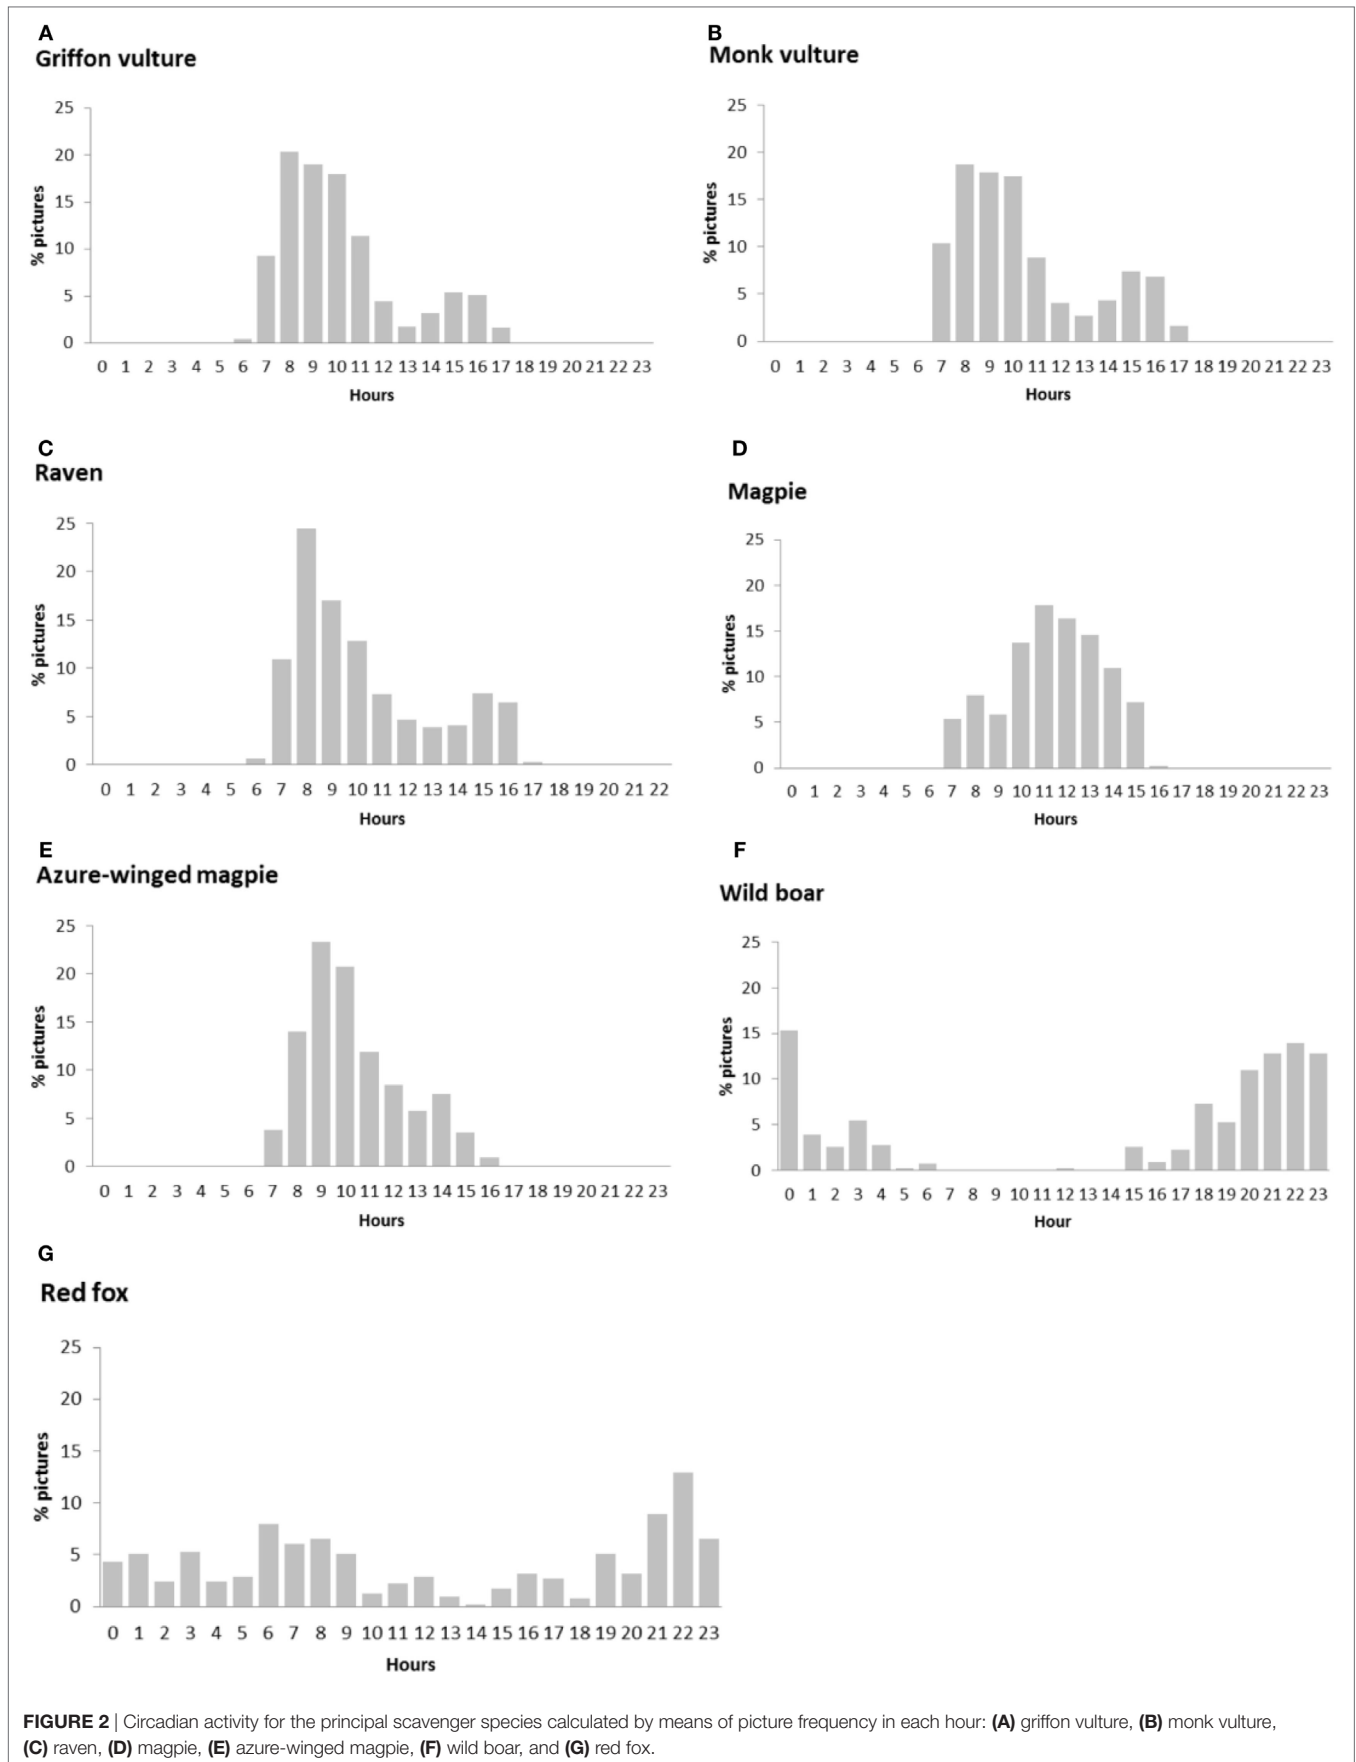 A
Griffon vulture
25
20
15
10
5
0
% pictures
0 1 2 3 4 5 6 7 8 9 10 11 12 13 14 15 16 17 18 19 20 21 22 23
Hours
B
Monk vulture
25
20
15
10
5
0
% pictures
0 1 2 3 4 5 6 7 8 9 10 11 12 13 14 15 16 17 18 19 20 21 22 23
Hours
C
Raven
25
20
15
10
5
0
% pictures
0 1 2 3 4 5 6 7 8 9 10 11 12 13 14 15 16 17 18 19 20 21 22
Hours
D
Magpie
25
20
15
10
5
0
% pictures
0 1 2 3 4 5 6 7 8 9 10 11 12 13 14 15 16 17 18 19 20 21 22 23
Hours
E
Azure-winged magpie
25
20
15
10
5
0
% pictures
0 1 2 3 4 5 6 7 8 9 10 11 12 13 14 15 16 17 18 19 20 21 22 23
Hours
F
Wild boar
25
20
15
10
5
0
% pictures
0 1 2 3 4 5 6 7 8 9 10 11 12 13 14 15 16 17 18 19 20 21 22 23
Hour
G
Red fox
25
20
15
10
5
0
% pictures
0 1 2 3 4 5 6 7 8 9 10 11 12 13 14 15 16 17 18 19 20 21 22 23
Hours
FIGURE 2 | Circadian activity for the principal scavenger species calculated by means of picture frequency in each hour: (A) griffon vulture, (B) monk vulture,
(C) raven, (D) magpie, (E) azure-winged magpie, (F) wild boar, and (G) red fox.